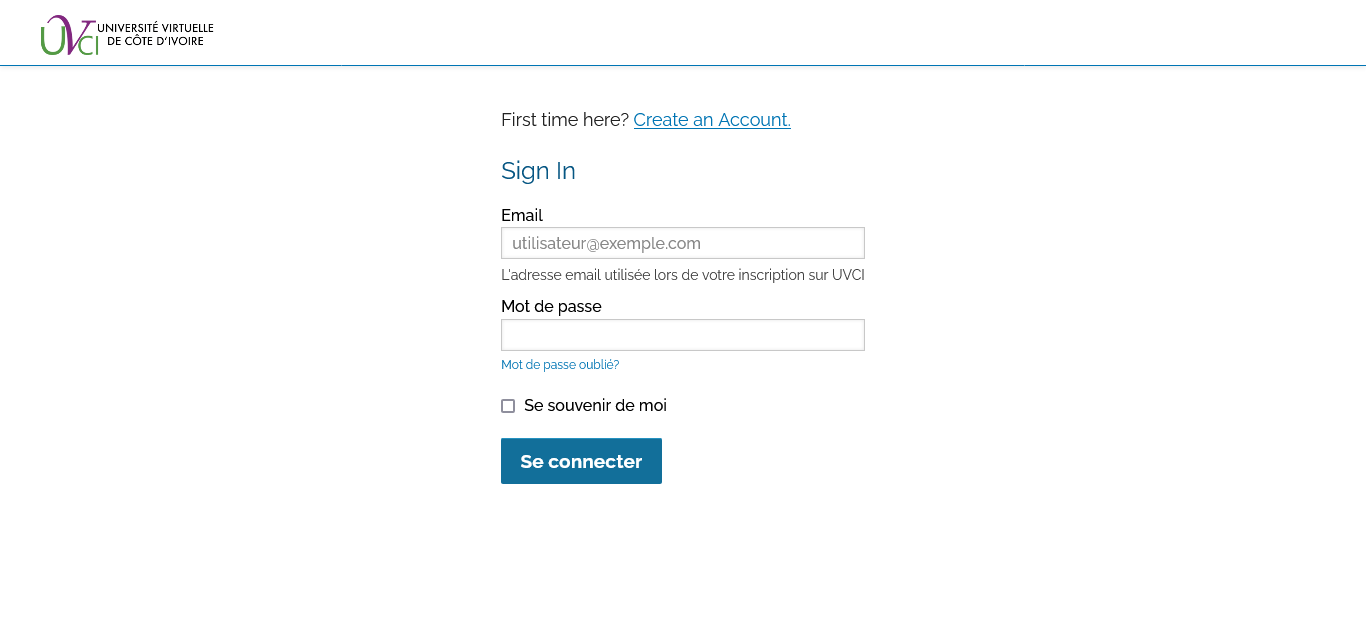 UVCI UNIVERSITÉ VIRTUELLE
DE CÔTE D'IVOIRE
First time here? Create an Account.
Sign In
Email
utilisateur@exemple.com
L'adresse email utilisée lors de votre inscription sur UVCI
Mot de passe
Mot de passe oublié?
Se souvenir de moi
Se connecter